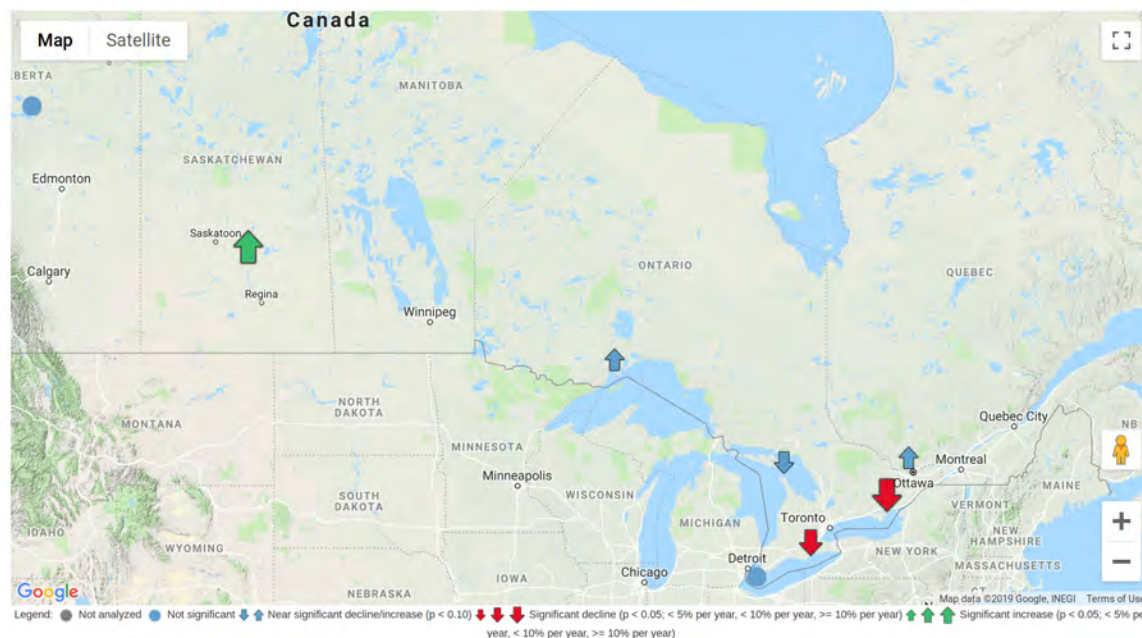 Canada
Map Satellite
LBERTA
MANITOBA
SASKATCHEWAN
Edmonton
Saskatoon
Calgary
ONTARIO
QUEBEC
Regina
Winnipeg
Quebec City
NORTH
DAKOTA
NB
MONTANA
MINNESOTA
Montreal
Minneapolis
Ottawa
MAINE
SOUTH
DAKOTA
WISCONSIN
VERMONT
MICHIGAN
Toronto
NEW
HAMPSHIRE
IDAHO
WYOMING
Detroit
NEW YORK
MASSACHUSETTS
IOWA
Chicago
CT
NEBRASKA
Google
Map data ©2019 Google, INEGI Terms of Use
Legend: Not analyzed Not significant Near significant decline/increase (p < 0.10) Significant decline (p < 0.05; < 5% per year, < 10% per year, >= 10% per year) Significant increase (p < 0.05; < 5% per
year, < 10% per year, >= 10% per year)